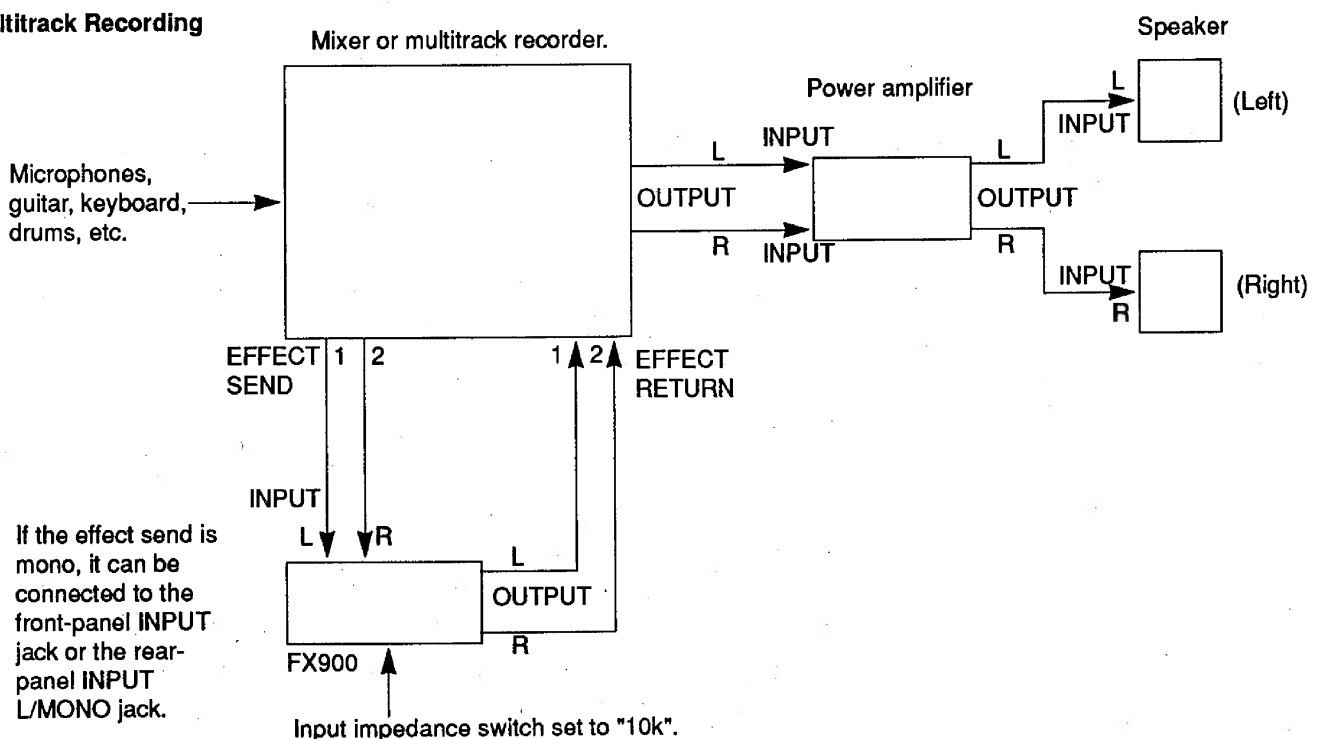 ltitrack Recording
Mixer or multitrack recorder.
Speaker
Power amplifier
L
INPUT
(Left)
Microphones,
guitar, keyboard,
drums, etc.
L
INPUT
OUTPUT
R
INPUT
L
OUTPUT
R
INPUT
R
(Right)
EFFECT
SEND
1
2
1
2
EFFECT
RETURN
INPUT
L
R
If the effect send is
mono, it can be
connected to the
front-panel INPUT
jack or the rear-
panel INPUT
L/MONO jack.
L
OUTPUT
R
FX900
Input impedance switch set to "10k".